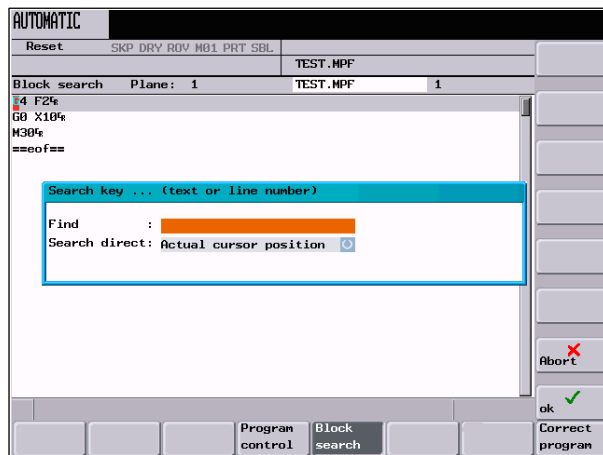 AUTOMATIC
Reset SKP DRY ROV M01 PRT SBL
TEST.MPF
Block search Plane: 1 TEST.MPF 1
4 F2␍
G0 X10␍
M30␍
==eof==
Search key ... (text or line number)
Find :
Search direct: Actual cursor position
Abort
ok
Program control
Block search
Correct program